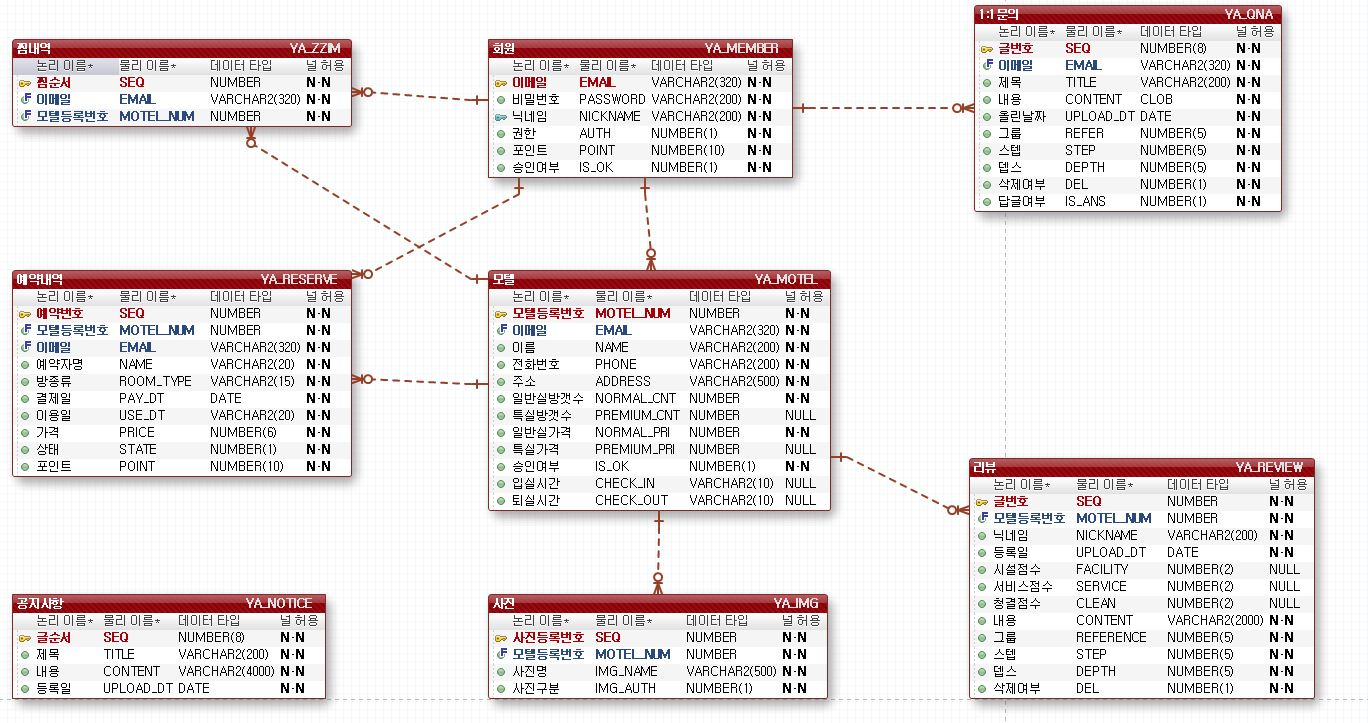 찜내역 YA_ZZIM
논리 이름* 물리 이름* 데이터 타입 널 허용
찜순서 SEQ NUMBER N-N
이메일 EMAIL VARCHAR2(320) N-N
모텔등록번호 MOTEL_NUM NUMBER N-N
회원 YA_MEMBER
논리 이름* 물리 이름* 데이터 타입 널 허용
이메일 EMAIL VARCHAR2(320) N-N
비밀번호 PASSWORD VARCHAR2(200) N-N
닉네임 NICKNAME VARCHAR2(200) N-N
권한 AUTH NUMBER(1) N-N
포인트 POINT NUMBER(10) N-N
승인여부 IS_OK NUMBER(1) N-N
1:1 문의 YA_QNA
논리 이름* 물리 이름* 데이터 타입 널 허용
글번호 SEQ NUMBER(8) N-N
이메일 EMAIL VARCHAR2(320) N-N
제목 TITLE VARCHAR2(200) N-N
내용 CONTENT CLOB N-N
올린날짜 UPLOAD_DT DATE N-N
그룹 REFER NUMBER(5) N-N
스텝 STEP NUMBER(5) N-N
뎁스 DEPTH NUMBER(5) N-N
삭제여부 DEL NUMBER(1) N-N
답글여부 IS_ANS NUMBER(1) N-N
예약내역 YA_RESERVE
논리 이름* 물리 이름* 데이터 타입 널 허용
예약번호 SEQ NUMBER N-N
모텔등록번호 MOTEL_NUM NUMBER N-N
이메일 EMAIL VARCHAR2(320) N-N
예약자명 NAME VARCHAR2(20) N-N
방종류 ROOM_TYPE VARCHAR2(15) N-N
결제일 PAY_DT DATE N-N
이용일 USE_DT VARCHAR2(20) N-N
가격 PRICE NUMBER(6) N-N
상태 STATE NUMBER(1) N-N
포인트 POINT NUMBER(10) N-N
모텔 YA_MOTEL
논리 이름* 물리 이름* 데이터 타입 널 허용
모텔등록번호 MOTEL_NUM NUMBER N-N
이메일 EMAIL VARCHAR2(320) N-N
이름 NAME VARCHAR2(200) N-N
전화번호 PHONE VARCHAR2(200) N-N
주소 ADDRESS VARCHAR2(500) N-N
일반실방갯수 NORMAL_CNT NUMBER N-N
특실방갯수 PREMIUM_CNT NUMBER NULL
일반실가격 NORMAL_PRI NUMBER N-N
특실가격 PREMIUM_PRI NUMBER NULL
승인여부 IS_OK NUMBER(1) N-N
입실시간 CHECK_IN VARCHAR2(10) NULL
퇴실시간 CHECK_OUT VARCHAR2(10) NULL
리뷰 YA_REVIEW
논리 이름* 물리 이름* 데이터 타입 널 허용
글번호 SEQ NUMBER N-N
모텔등록번호 MOTEL_NUM NUMBER N-N
닉네임 NICKNAME VARCHAR2(200) N-N
등록일 UPLOAD_DT DATE N-N
시설점수 FACILITY NUMBER(2) NULL
서비스점수 SERVICE NUMBER(2) NULL
청결점수 CLEAN NUMBER(2) NULL
내용 CONTENT VARCHAR2(2000) N-N
그룹 REFERENCE NUMBER(5) N-N
스텝 STEP NUMBER(5) N-N
뎁스 DEPTH NUMBER(5) N-N
삭제여부 DEL NUMBER(1) N-N
공지사항 YA_NOTICE
논리 이름* 물리 이름* 데이터 타입 널 허용
글순서 SEQ NUMBER(8) N-N
제목 TITLE VARCHAR2(200) N-N
내용 CONTENT VARCHAR2(4000) N-N
등록일 UPLOAD_DT DATE N-N
사진 YA_IMG
논리 이름* 물리 이름* 데이터 타입 널 허용
사진등록번호 SEQ NUMBER N-N
모텔등록번호 MOTEL_NUM NUMBER N-N
사진명 IMG_NAME VARCHAR2(500) N-N
사진구분 IMG_AUTH NUMBER(1) N-N